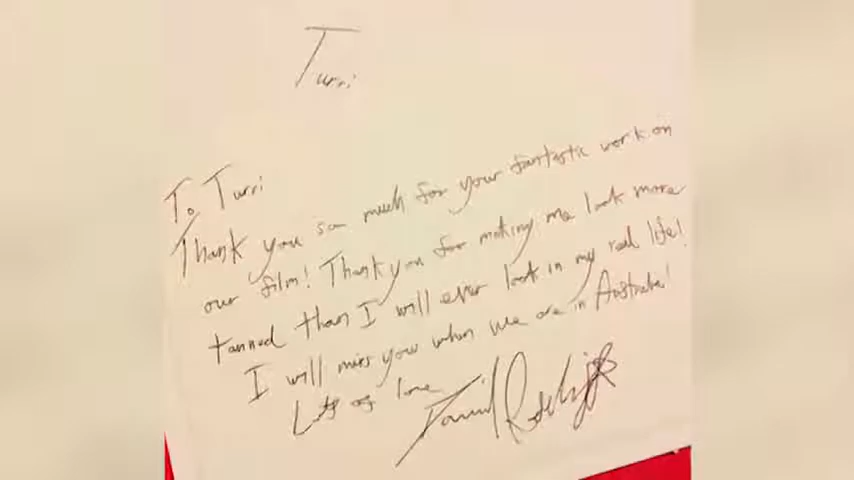 Turri
To Turri
Thank you so much for your fantastic work on
our film! Thank you for making me look more
tanned than I will ever look in my real life!
I will miss you when we are in Australia!
Lots of love
Daniel Radcliffe